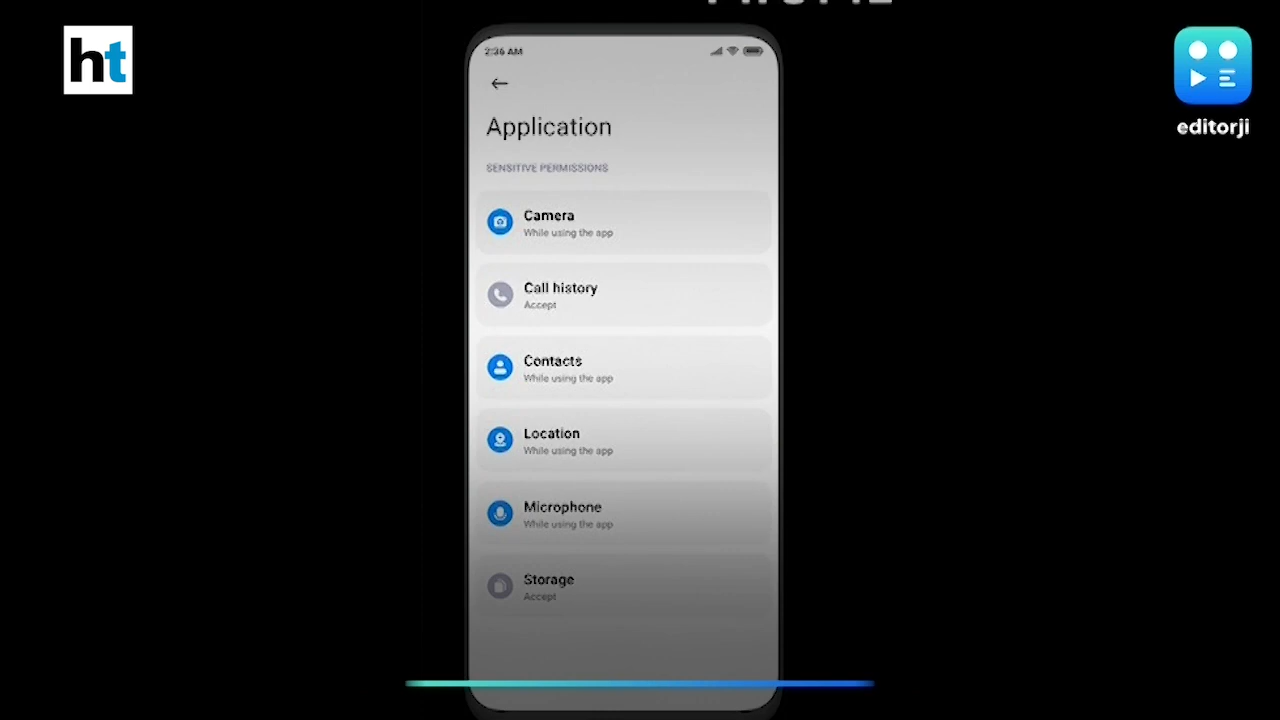 ht
editorji
2:36 AM
Application
SENSITIVE PERMISSIONS
Camera
While using the app
Call history
Accept
Contacts
While using the app
Location
While using the app
Microphone
While using the app
Storage
Accept